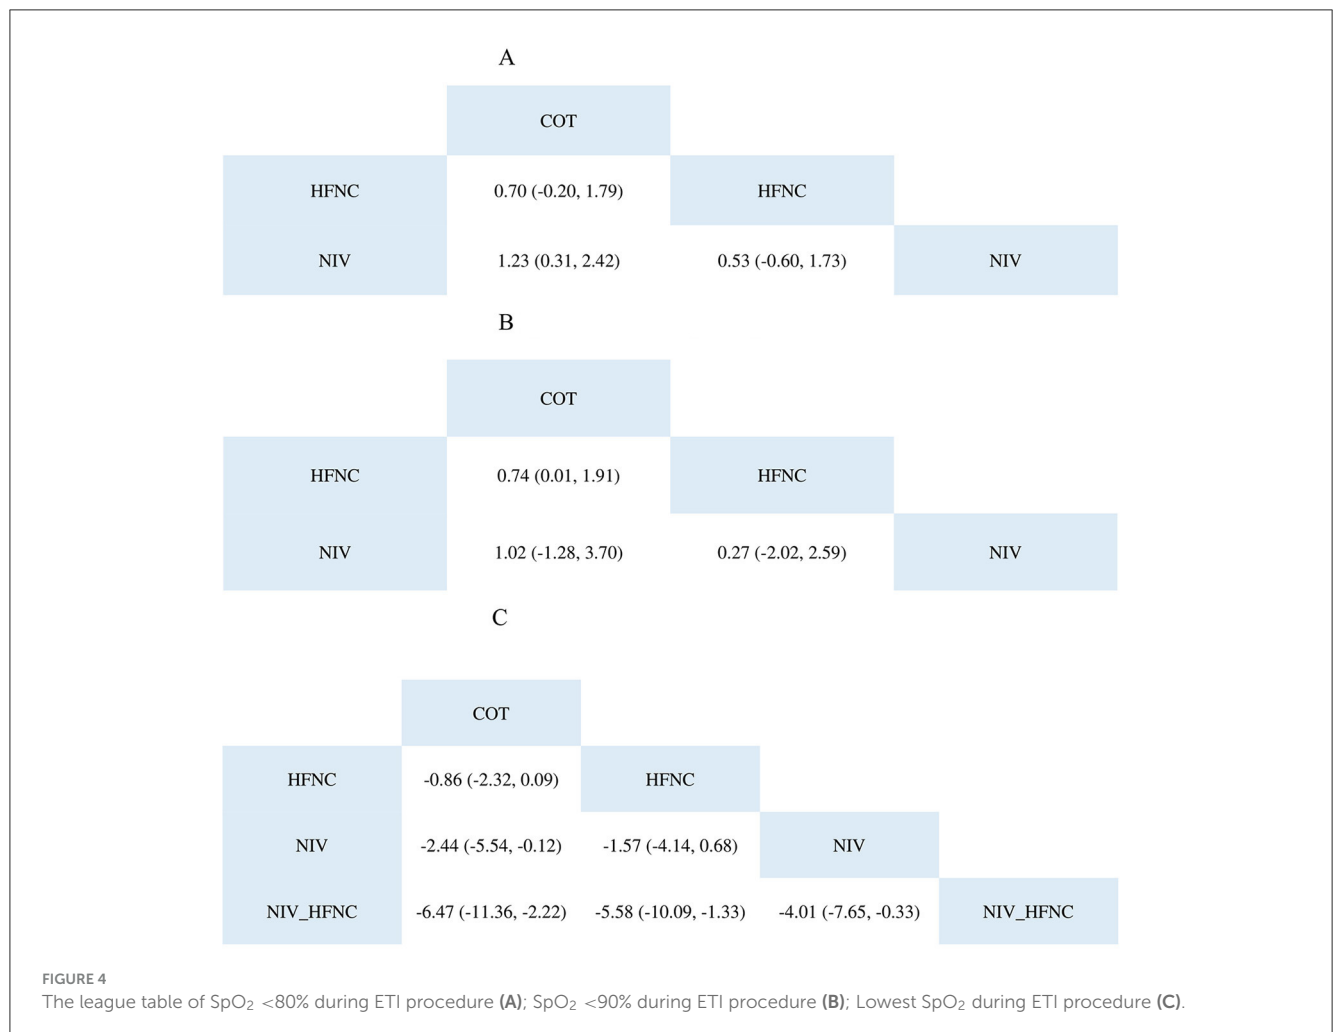 A
COT
HFNC 0.70 (-0.20, 1.79) HFNC
NIV 1.23 (0.31, 2.42) 0.53 (-0.60, 1.73) NIV
B
COT
HFNC 0.74 (0.01, 1.91) HFNC
NIV 1.02 (-1.28, 3.70) 0.27 (-2.02, 2.59) NIV
C
COT
HFNC -0.86 (-2.32, 0.09) HFNC
NIV -2.44 (-5.54, -0.12) -1.57 (-4.14, 0.68) NIV
NIV_HFNC -6.47 (-11.36, -2.22) -5.58 (-10.09, -1.33) -4.01 (-7.65, -0.33) NIV_HFNC
FIGURE 4
The league table of SpO₂ <80% during ETI procedure (A); SpO₂ <90% during ETI procedure (B); Lowest SpO₂ during ETI procedure (C).